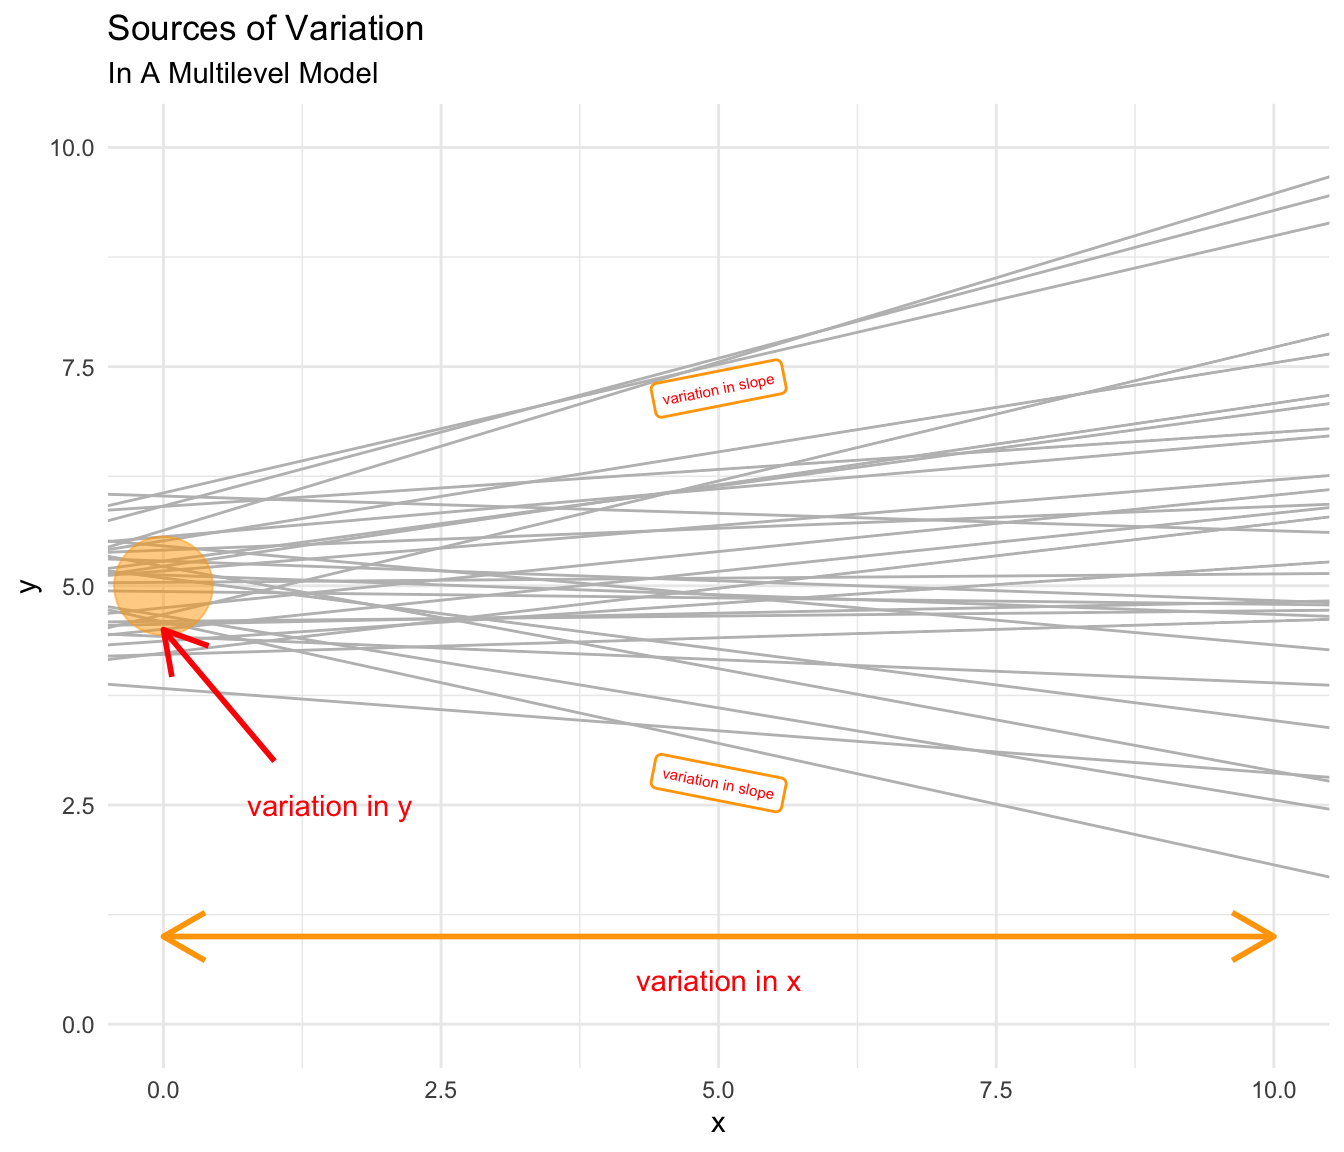 Sources of Variation
In A Multilevel Model
10.0
7.5
5.0
2.5
0.0
y
variation in slope
variation in slope
variation in y
variation in x
0.0 2.5 5.0 7.5 10.0
x